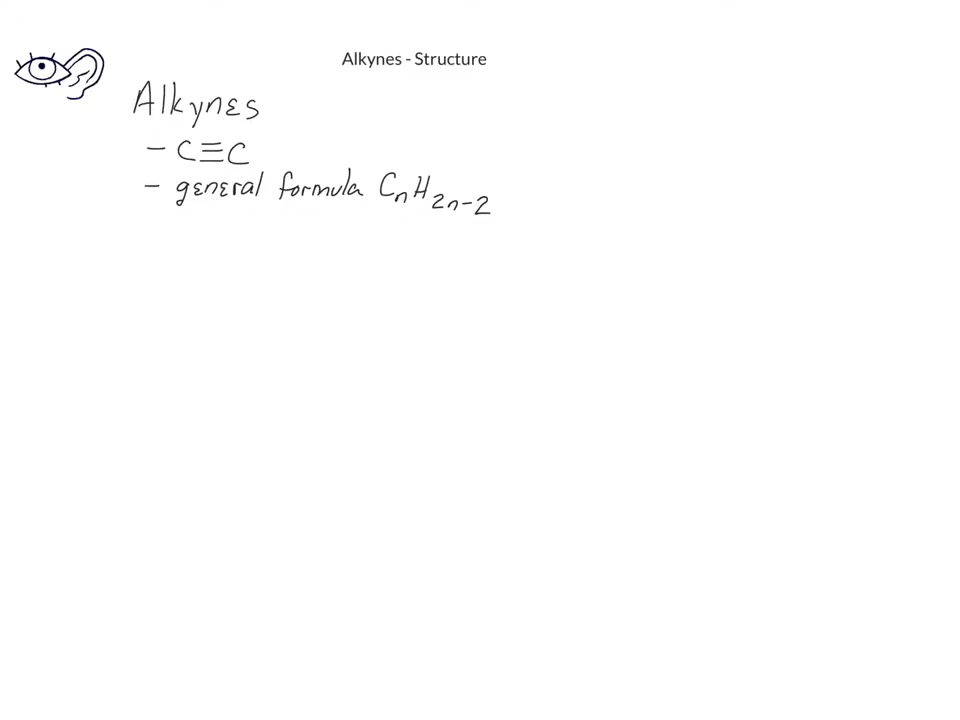 Alkynes - Structure
Alkynes
- C≡C
- general formula CₙH₂ₙ₋₂